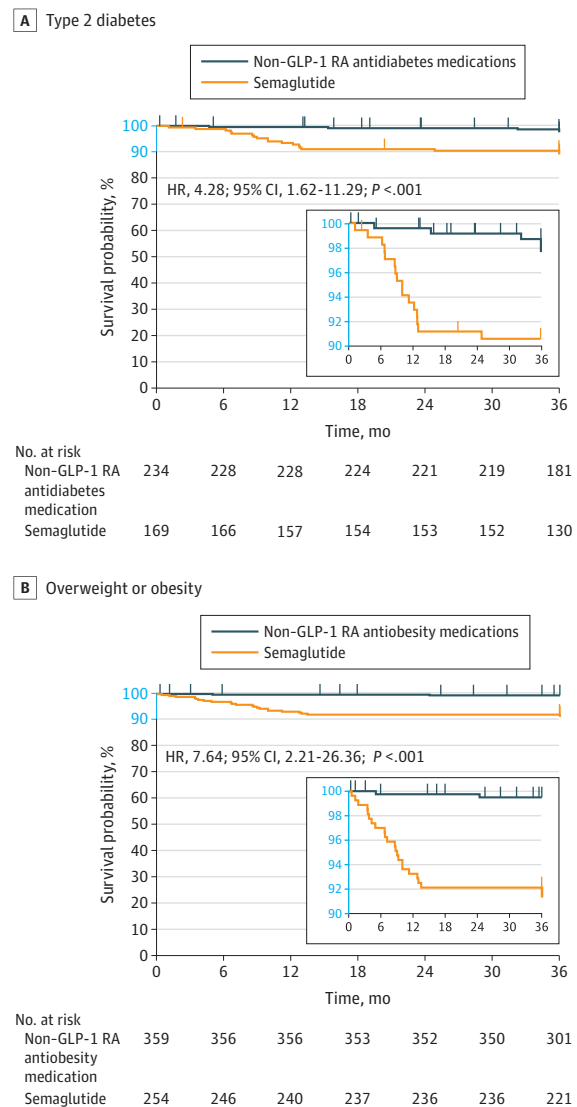 A Type 2 diabetes
Non-GLP-1 RA antidiabetes medications
Semaglutide
100
90
80
70
60
50
40
30
20
10
0
Survival probability, %
HR, 4.28; 95% CI, 1.62-11.29; P <.001
100
98
96
94
92
90
0 6 12 18 24 30 36
0 6 12 18 24 30 36
Time, mo
No. at risk
Non-GLP-1 RA 234 228 228 224 221 219 181
antidiabetes
medication
Semaglutide 169 166 157 154 153 152 130
B Overweight or obesity
Non-GLP-1 RA antiobesity medications
Semaglutide
100
90
80
70
60
50
40
30
20
10
0
Survival probability, %
HR, 7.64; 95% CI, 2.21-26.36; P <.001
100
98
96
94
92
90
0 6 12 18 24 30 36
0 6 12 18 24 30 36
Time, mo
No. at risk
Non-GLP-1 RA 359 356 356 353 352 350 301
antiobesity
medication
Semaglutide 254 246 240 237 236 236 221